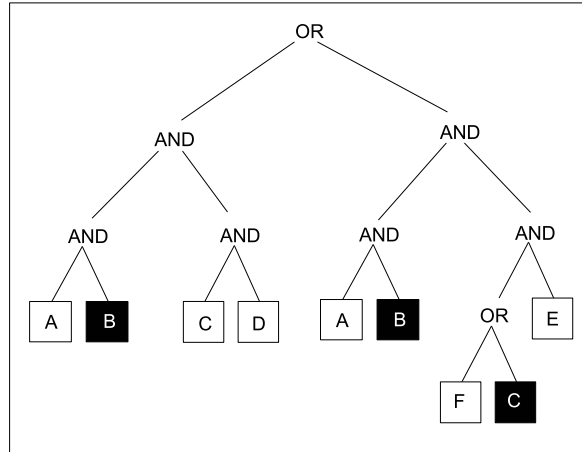 OR
AND AND
AND AND AND AND
A B C D A B OR E
F C